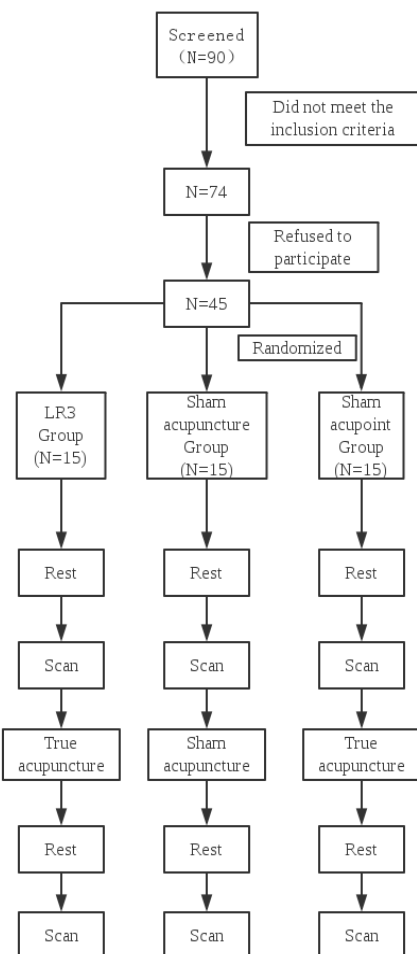 Screened
(N=90)
Did not meet the
inclusion criteria
N=74
Refused to
participate
N=45
Randomized
LR3
Group
(N=15)
Sham
acupuncture
Group
(N=15)
Sham
acupoint
Group
(N=15)
Rest
Rest
Rest
Scan
Scan
Scan
True
acupuncture
Sham
acupuncture
True
acupuncture
Rest
Rest
Rest
Scan
Scan
Scan